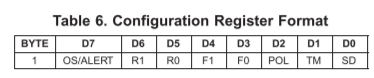 Table 6. Configuration Register Format
BYTE D7 D6 D5 D4 D3 D2 D1 D0
1 OS/ALERT R1 R0 F1 F0 POL TM SD